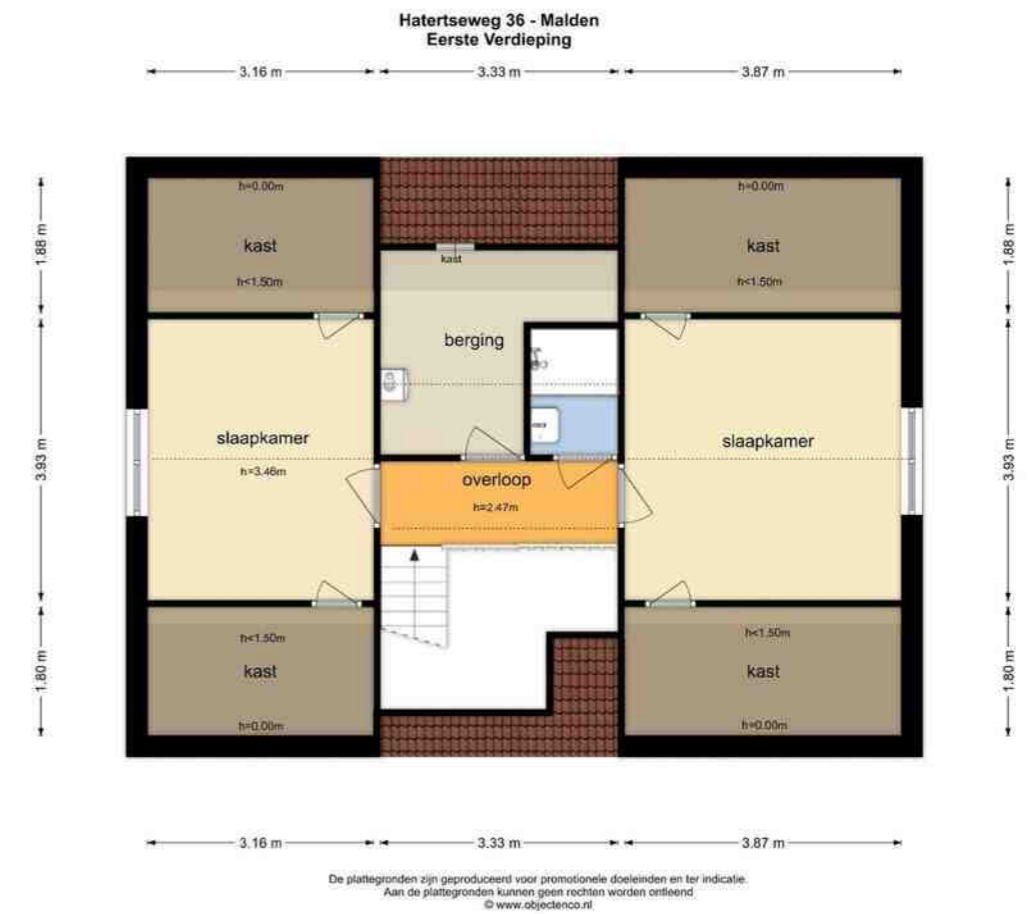 Hatertseweg 36 - Malden
Eerste Verdieping
3.16 m 3.33 m 3.87 m
h=0.00m h=0.00m
1.88 m kast kast 1.88 m
kast
h<1.50m h<1.50m
berging
slaapkamer slaapkamer
3.93 m h=3.46m 3.93 m
overloop
h=2.47m
h<1.50m h<1.50m
1.80 m kast kast 1.80 m
h=0.00m h=0.00m
3.16 m 3.33 m 3.87 m
De plattegronden zijn geproduceerd voor promotionele doeleinden en ter indicatie.
Aan de plattegronden kunnen geen rechten worden ontleend
© www.objectenco.nl